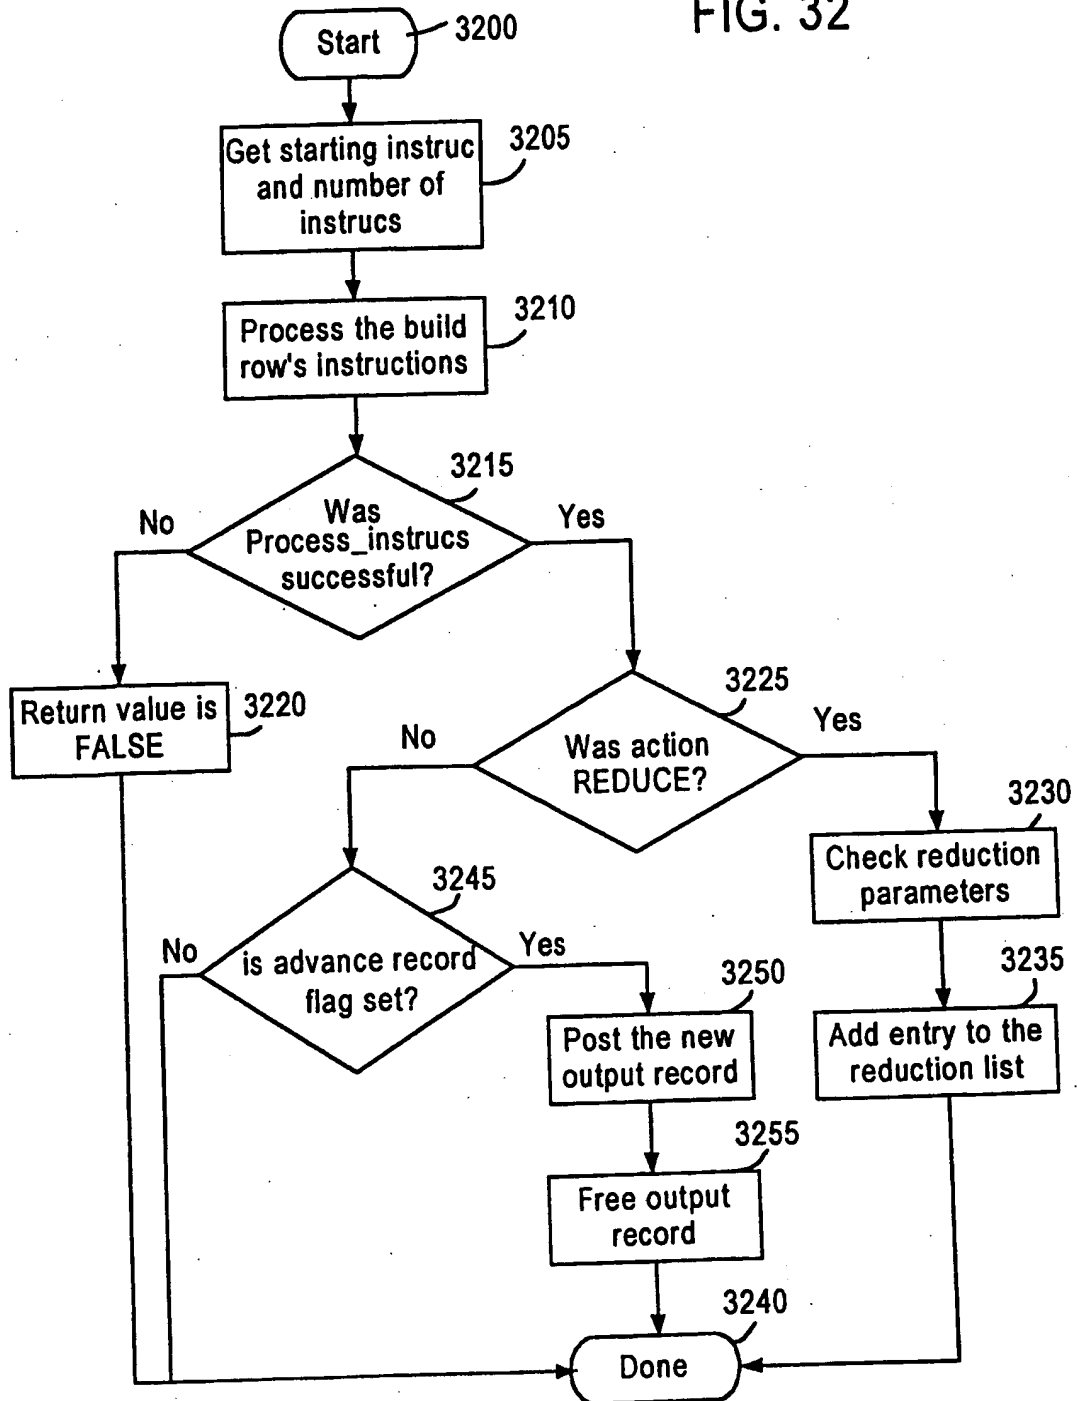 FIG. 32
Start
3200
Get starting instruc
and number of
instrucs
3205
Process the build
row's instructions
3210
Was
Process_instrucs
successful?
3215
No
Yes
Return value is
FALSE
3220
Was action
REDUCE?
3225
No
Yes
Check reduction
parameters
3230
is advance record
flag set?
3245
No
Yes
Add entry to the
reduction list
3235
Post the new
output record
3250
Free output
record
3255
Done
3240